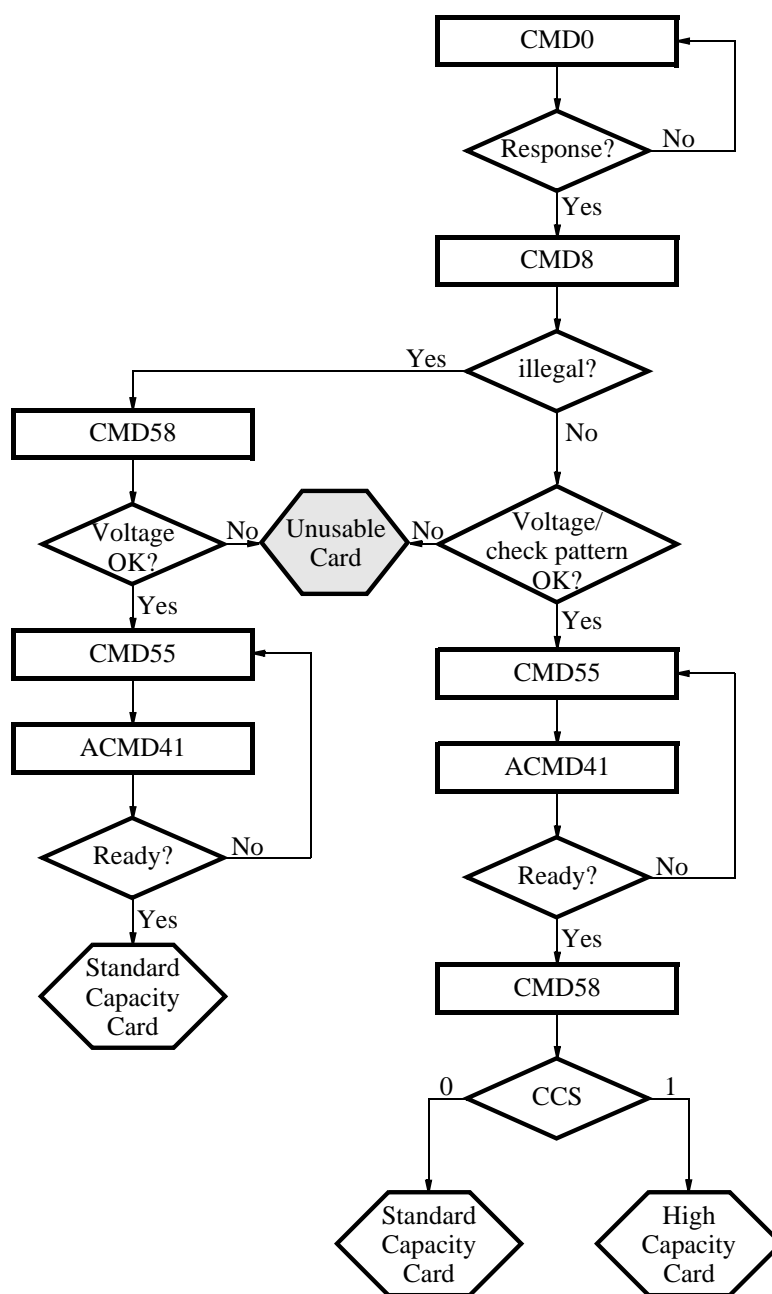 CMD0
Response?
No
Yes
CMD8
Yes
illegal?
CMD58
No
Voltage
OK?
No
Unusable
Card
No
Voltage/
check pattern
OK?
Yes
Yes
CMD55
CMD55
ACMD41
ACMD41
Ready?
No
Ready?
No
Yes
Yes
Standard
Capacity
Card
CMD58
0
CCS
1
Standard
Capacity
Card
High
Capacity
Card